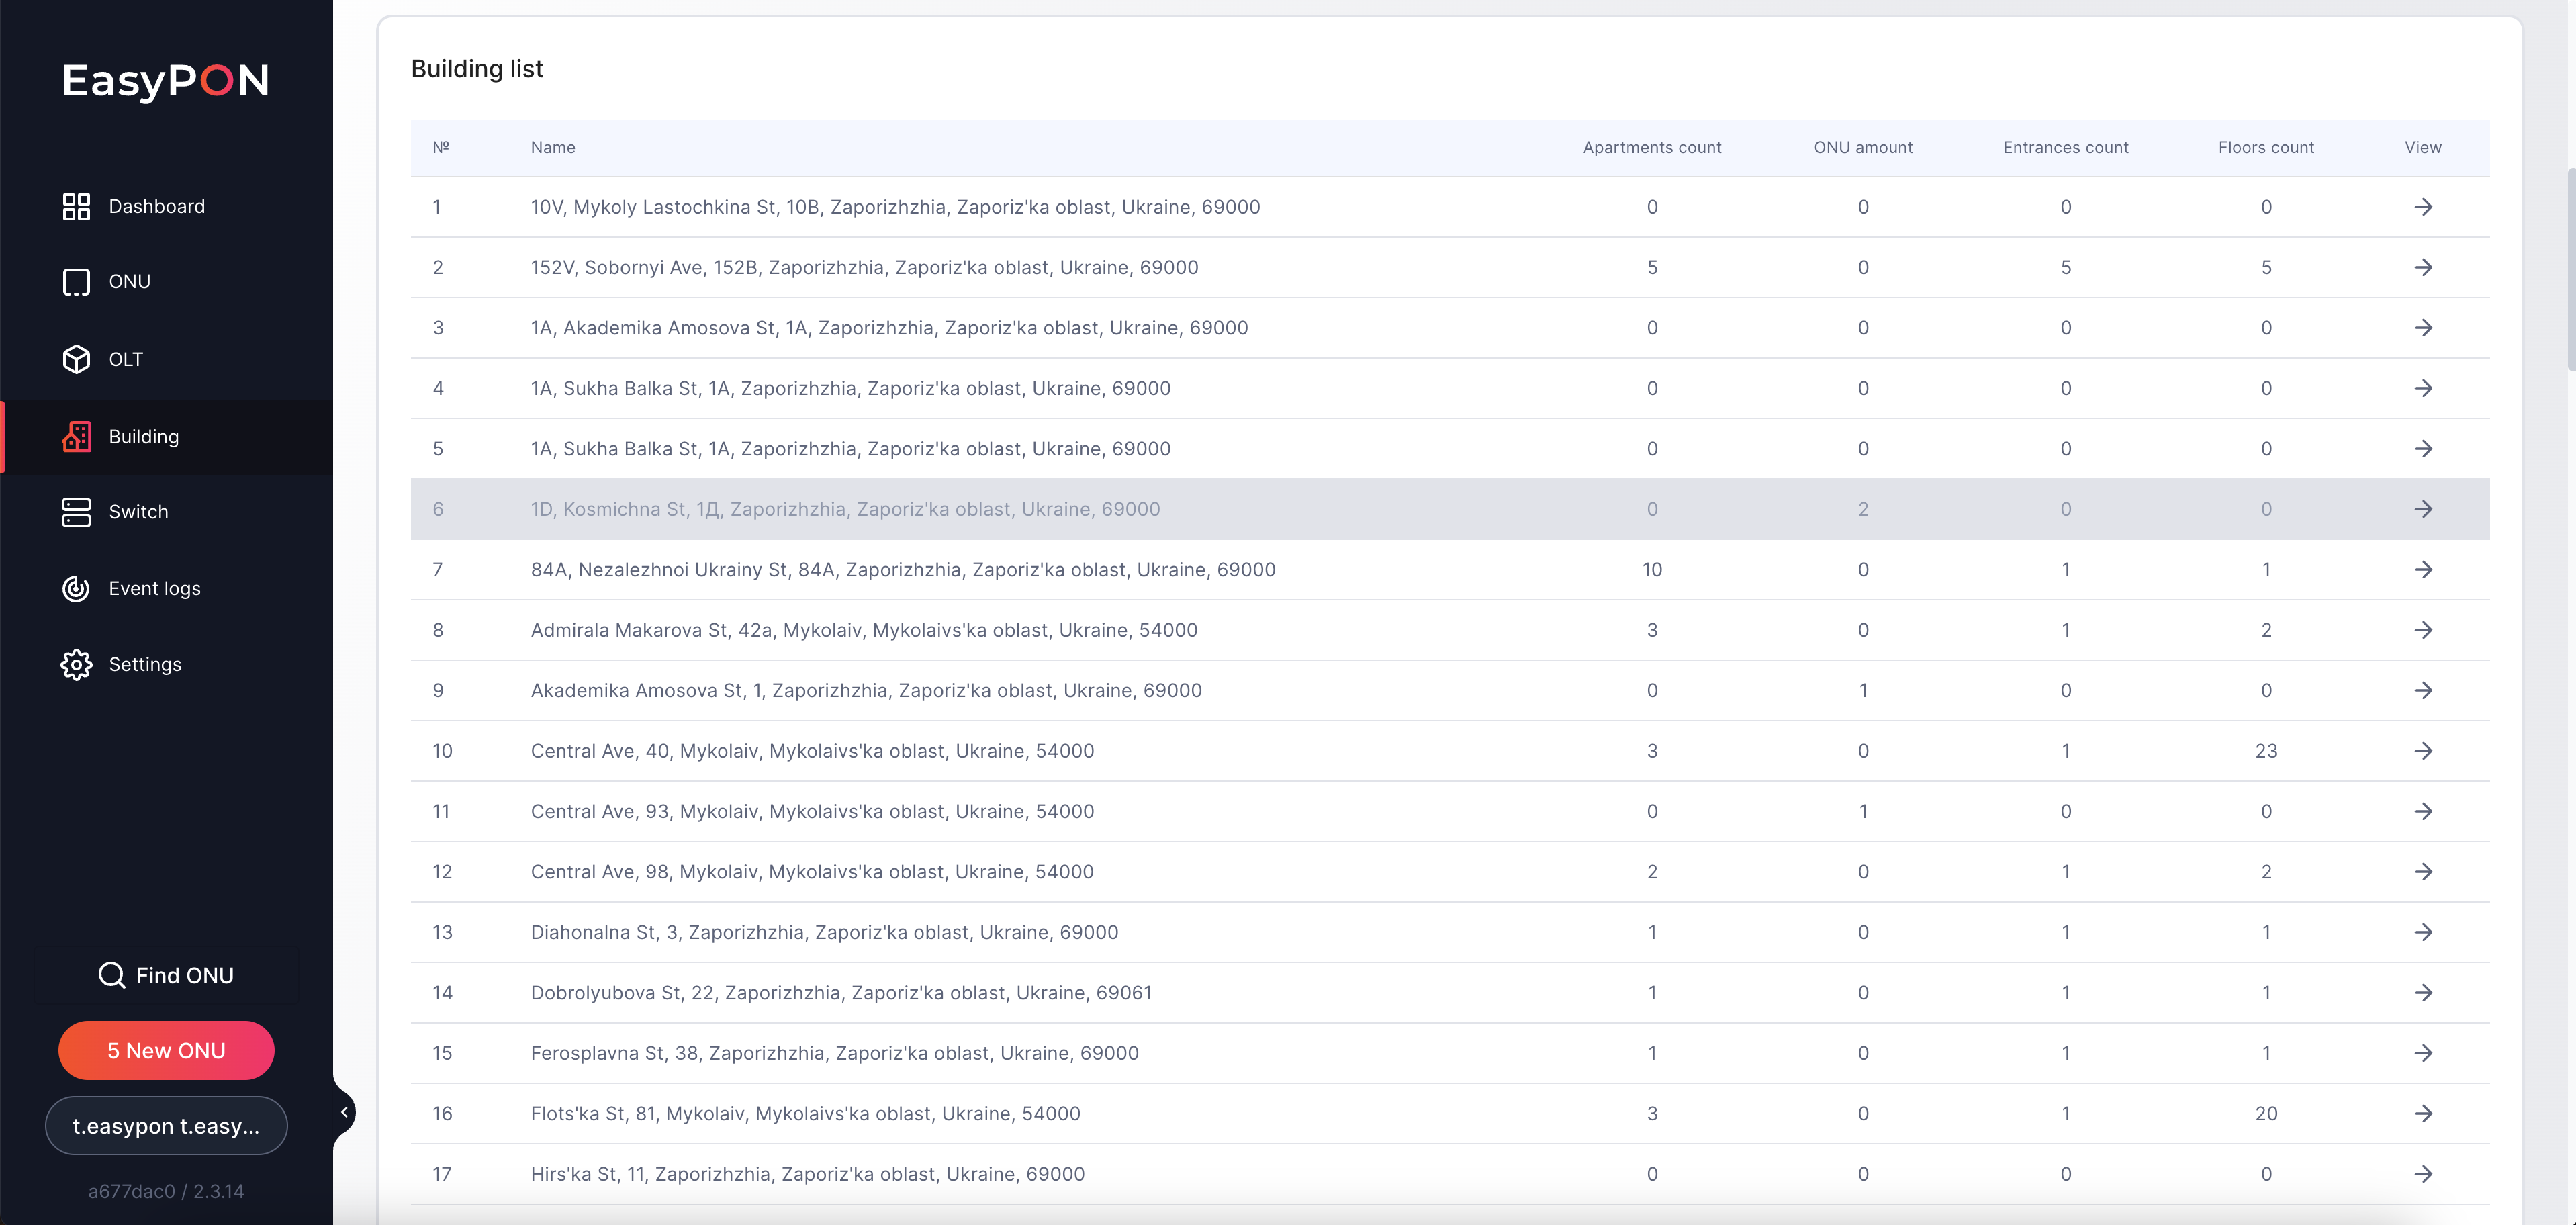 EasyPON
Dashboard
ONU
OLT
Building
Switch
Event logs
Settings
Find ONU
5 New ONU
t.easypon t.easy...
a677dac0 / 2.3.14
Building list
№ Name Apartments count ONU amount Entrances count Floors count View
1 10V, Mykoly Lastochkina St, 10B, Zaporizhzhia, Zaporiz'ka oblast, Ukraine, 69000 0 0 0 0
2 152V, Sobornyi Ave, 152B, Zaporizhzhia, Zaporiz'ka oblast, Ukraine, 69000 5 0 5 5
3 1A, Akademika Amosova St, 1A, Zaporizhzhia, Zaporiz'ka oblast, Ukraine, 69000 0 0 0 0
4 1A, Sukha Balka St, 1A, Zaporizhzhia, Zaporiz'ka oblast, Ukraine, 69000 0 0 0 0
5 1A, Sukha Balka St, 1A, Zaporizhzhia, Zaporiz'ka oblast, Ukraine, 69000 0 0 0 0
6 1D, Kosmichna St, 1Д, Zaporizhzhia, Zaporiz'ka oblast, Ukraine, 69000 0 2 0 0
7 84A, Nezalezhnoi Ukrainy St, 84A, Zaporizhzhia, Zaporiz'ka oblast, Ukraine, 69000 10 0 1 1
8 Admirala Makarova St, 42a, Mykolaiv, Mykolaivs'ka oblast, Ukraine, 54000 3 0 1 2
9 Akademika Amosova St, 1, Zaporizhzhia, Zaporiz'ka oblast, Ukraine, 69000 0 1 0 0
10 Central Ave, 40, Mykolaiv, Mykolaivs'ka oblast, Ukraine, 54000 3 0 1 23
11 Central Ave, 93, Mykolaiv, Mykolaivs'ka oblast, Ukraine, 54000 0 1 0 0
12 Central Ave, 98, Mykolaiv, Mykolaivs'ka oblast, Ukraine, 54000 2 0 1 2
13 Diahonalna St, 3, Zaporizhzhia, Zaporiz'ka oblast, Ukraine, 69000 1 0 1 1
14 Dobrolyubova St, 22, Zaporizhzhia, Zaporiz'ka oblast, Ukraine, 69061 1 0 1 1
15 Ferosplavna St, 38, Zaporizhzhia, Zaporiz'ka oblast, Ukraine, 69000 1 0 1 1
16 Flots'ka St, 81, Mykolaiv, Mykolaivs'ka oblast, Ukraine, 54000 3 0 1 20
17 Hirs'ka St, 11, Zaporizhzhia, Zaporiz'ka oblast, Ukraine, 69000 0 0 0 0